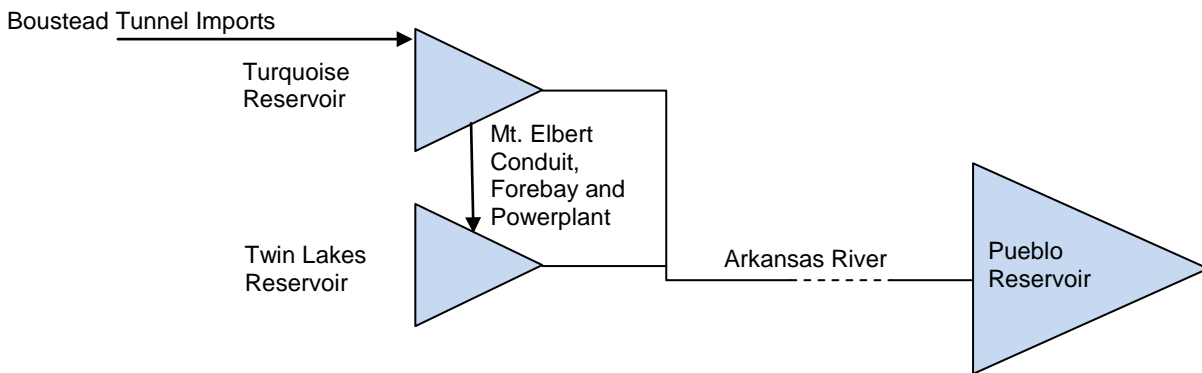 Boustead Tunnel Imports
Turquoise
Reservoir
Mt. Elbert
Conduit,
Forebay and
Powerplant
Twin Lakes
Reservoir
Arkansas River
Pueblo
Reservoir